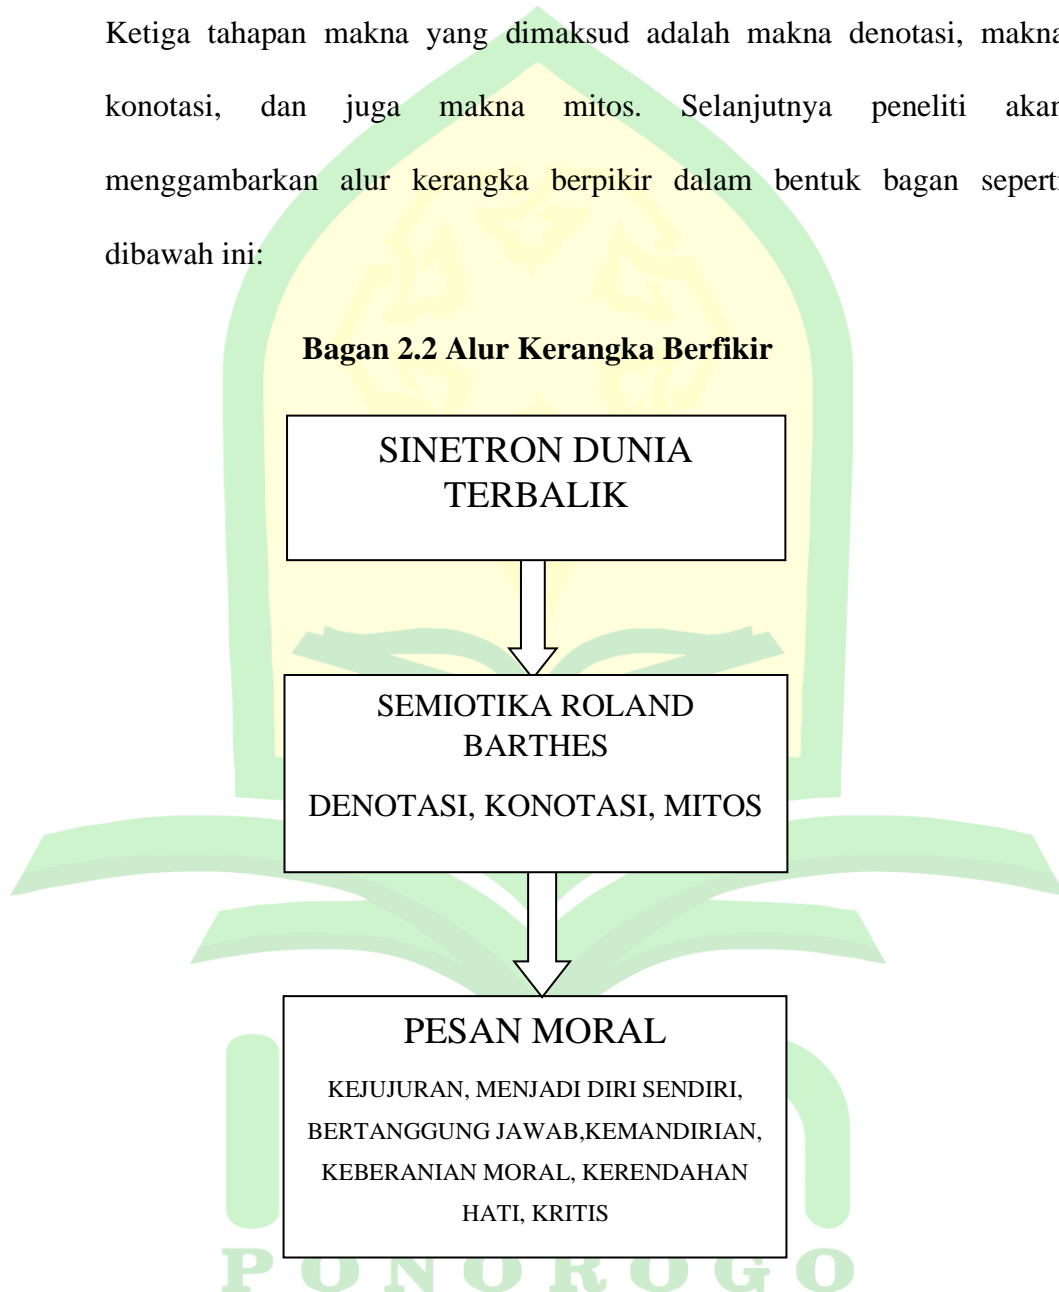 Ketiga tahapan makna yang dimaksud adalah makna denotasi, makna
konotasi, dan juga makna mitos. Selanjutnya peneliti akan
menggambarkan alur kerangka berpikir dalam bentuk bagan seperti
dibawah ini:
Bagan 2.2 Alur Kerangka Berfikir
SINETRON DUNIA
TERBALIK
SEMIOTIKA ROLAND
BARTHES
DENOTASI, KONOTASI, MITOS
PESAN MORAL
KEJUJURAN, MENJADI DIRI SENDIRI,
BERTANGGUNG JAWAB,KEMANDIRIAN,
KEBERANIAN MORAL, KERENDAHAN
HATI, KRITIS
PONOROGO